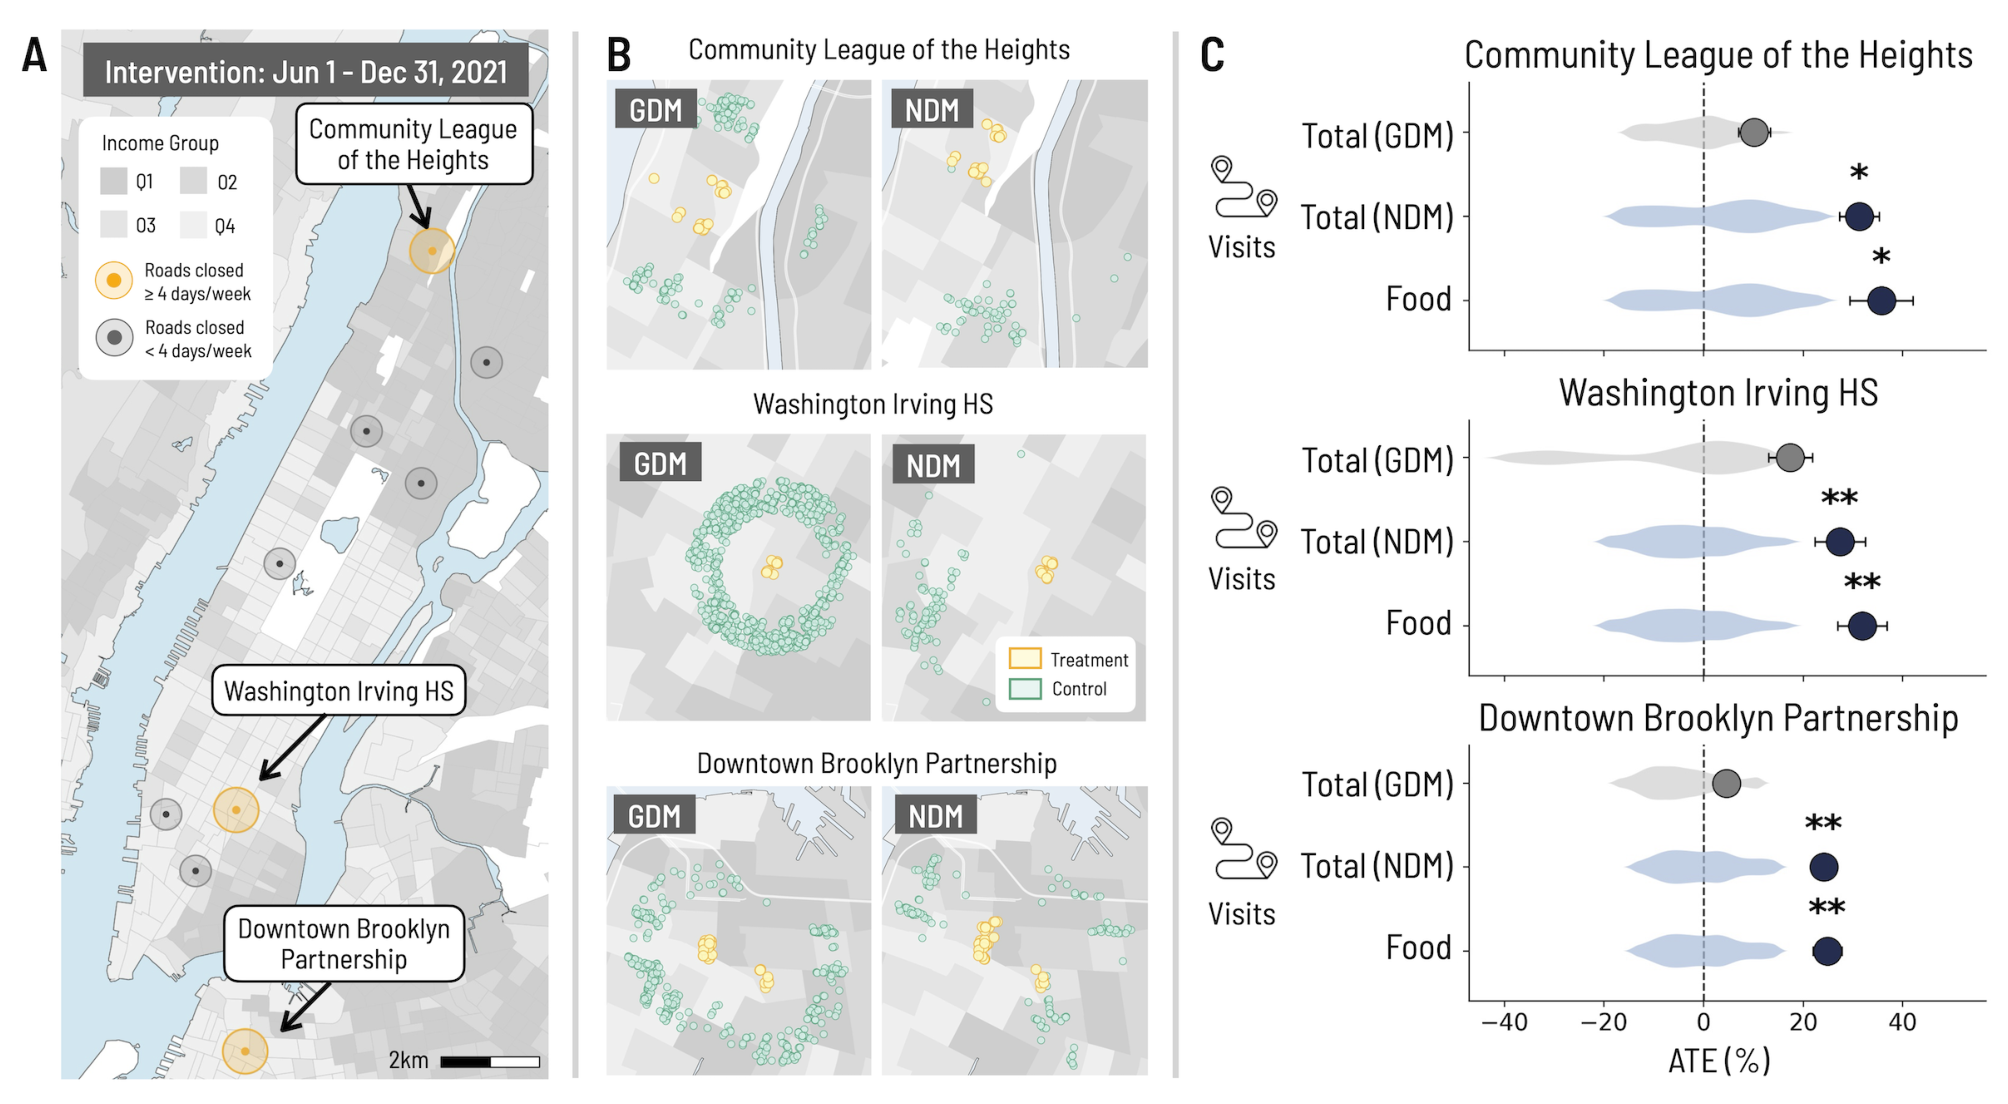 A
Intervention: Jun 1 - Dec 31, 2021
Community League
of the Heights
Income Group
Q1
Q2
Q3
Q4
Roads closed
≥ 4 days/week
Roads closed
< 4 days/week
Washington Irving HS
Downtown Brooklyn
Partnership
2km
B
Community League of the Heights
GDM
NDM
Washington Irving HS
GDM
NDM
Treatment
Control
Downtown Brooklyn Partnership
GDM
NDM
C
Community League of the Heights
Total (GDM)
*
Total (NDM)
Visits
*
Food
Washington Irving HS
Total (GDM)
**
Total (NDM)
Visits
**
Food
Downtown Brooklyn Partnership
Total (GDM)
**
Total (NDM)
Visits
**
Food
−40 −20 0 20 40
ATE (%)